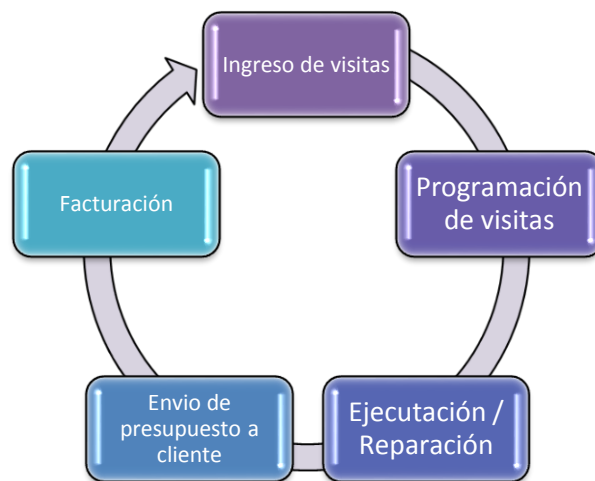 Ingreso de visitas
Programación
de visitas
Ejecutación /
Reparación
Envio de
presupuesto a
cliente
Facturación